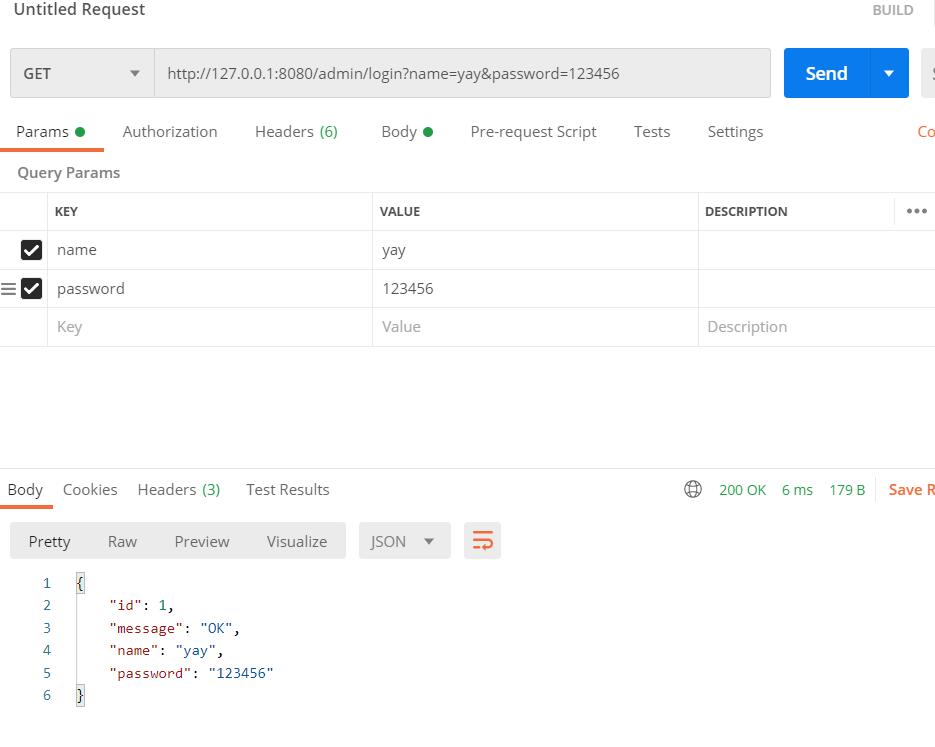 Untitled Request BUILD
GET http://127.0.0.1:8080/admin/login?name=yay&password=123456 Send
Params Authorization Headers (6) Body Pre-request Script Tests Settings Co
Query Params
KEY VALUE DESCRIPTION •••
name yay
password 123456
Key Value Description
Body Cookies Headers (3) Test Results 200 OK 6 ms 179 B Save R
Pretty Raw Preview Visualize JSON
1 {
2 "id": 1,
3 "message": "OK",
4 "name": "yay",
5 "password": "123456"
6 }